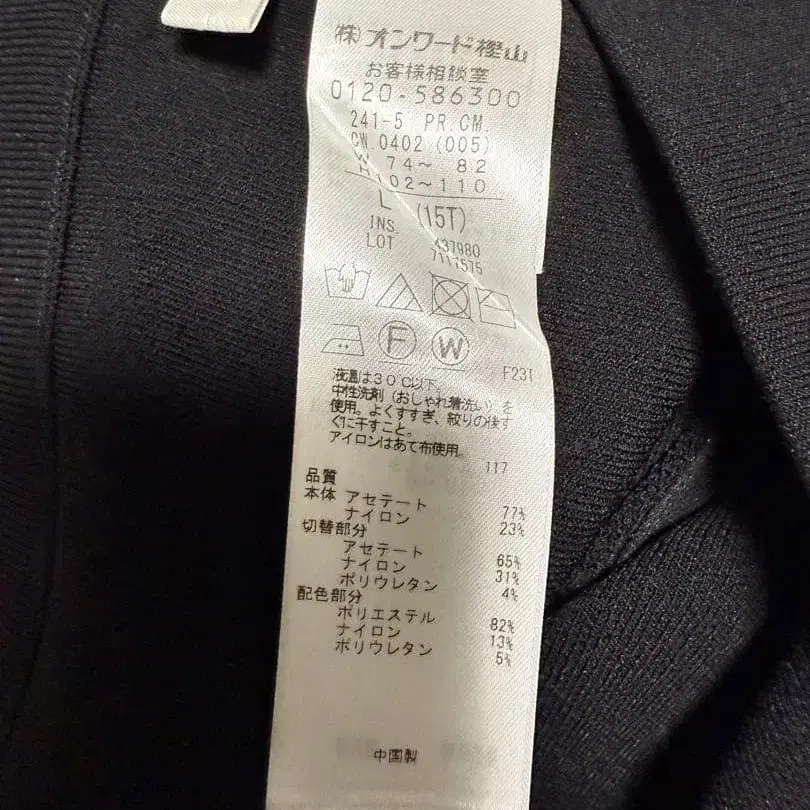 ㈱オンワード樫山
お客様相談室
0120-586300
241-5 PR.CM.
CW.0402 (005)
W 74～ 82
H102～110
L (15T)
INS. 437980
LOT 7117575
F W
F231
液温は30℃以下。
中性洗剤(おしゃれ着洗い)を
使用。よくすすぎ、絞りの後す
ぐに干すこと。
アイロンはあて布使用。
117
品質
本体 アセテート 77%
ナイロン 23%
切替部分
アセテート 65%
ナイロン 31%
ポリウレタン 4%
配色部分
ポリエステル 82%
ナイロン 13%
ポリウレタン 5%
中国製